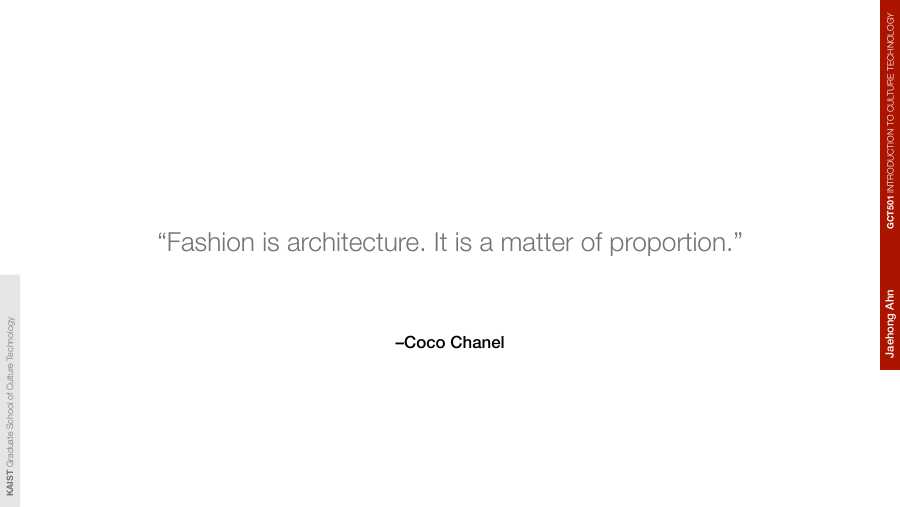 “Fashion is architecture. It is a matter of proportion.”
–Coco Chanel
KAIST Graduate School of Culture Technology
GCT501 INTRODUCTION TO CULTURE TECHNOLOGY
Jaehong Ahn